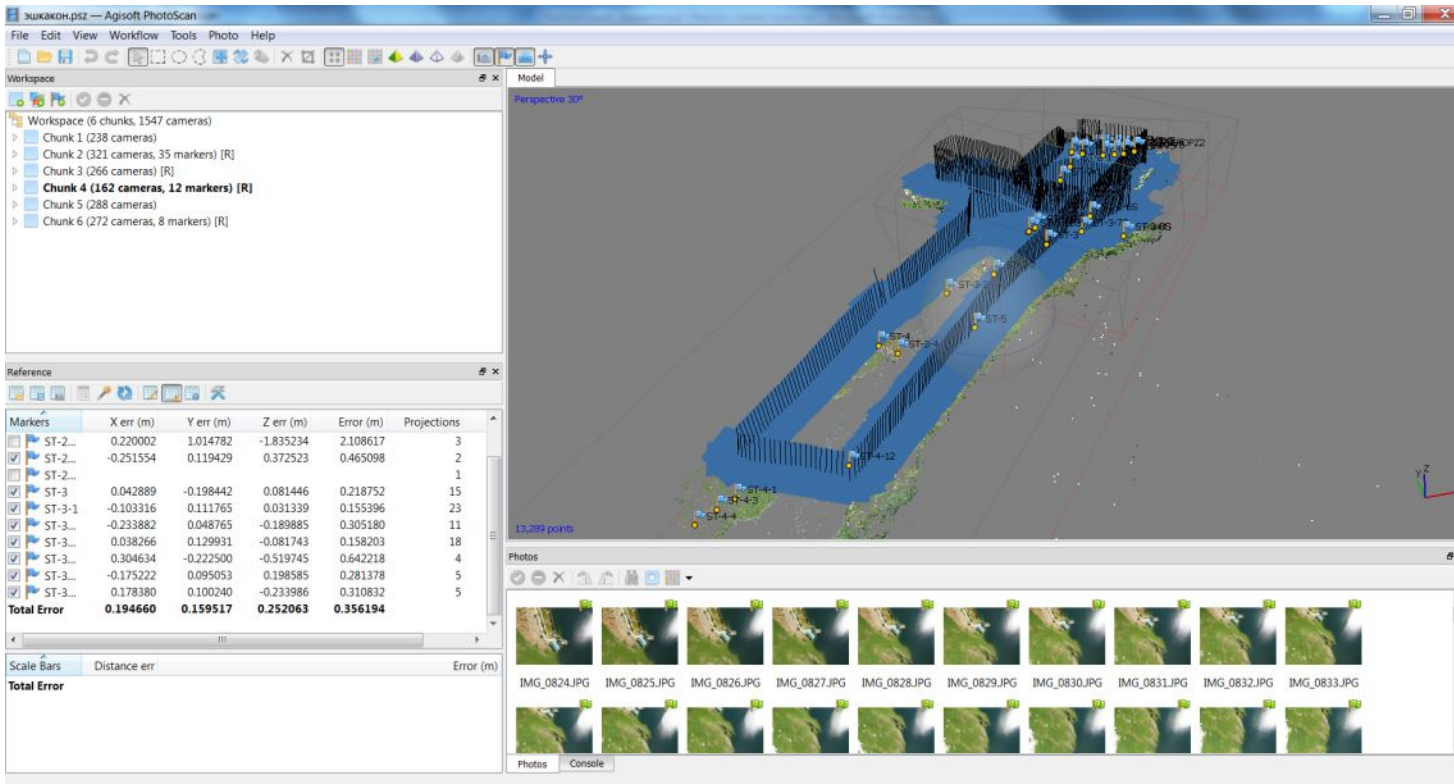 эшкакон.psz — Agisoft PhotoScan
File Edit View Workflow Tools Photo Help
Workspace
Workspace (6 chunks, 1547 cameras)
Chunk 1 (238 cameras)
Chunk 2 (321 cameras, 35 markers) [R]
Chunk 3 (266 cameras) [R]
Chunk 4 (162 cameras, 12 markers) [R]
Chunk 5 (288 cameras)
Chunk 6 (272 cameras, 8 markers) [R]
Reference
Markers X err (m) Y err (m) Z err (m) Error (m) Projections
ST-2... 0.220002 1.014782 -1.835234 2.108617 3
ST-2... -0.251554 0.119429 0.372523 0.465098 2
ST-2... 1
ST-3 0.042889 -0.198442 0.081446 0.218752 15
ST-3-1 -0.103316 0.111765 0.031339 0.155396 23
ST-3... -0.233882 0.048765 -0.189885 0.305180 11
ST-3... 0.038266 0.129931 -0.081743 0.158203 18
ST-3... 0.304634 -0.222500 -0.519745 0.642218 4
ST-3... -0.175222 0.095053 0.198585 0.281378 5
ST-3... 0.178380 0.100240 -0.233986 0.310832 5
Total Error 0.194660 0.159517 0.252063 0.356194
Scale Bars Distance err Error (m)
Total Error
Model
Perspective 30°
ST-3
ST-5
ST-4
ST-4-12
ST-4-1
ST-4-3
ST-4-4
Y Z
13,289 points
Photos
IMG_0824.JPG IMG_0825.JPG IMG_0826.JPG IMG_0827.JPG IMG_0828.JPG IMG_0829.JPG IMG_0830.JPG IMG_0831.JPG IMG_0832.JPG IMG_0833.JPG
Photos Console